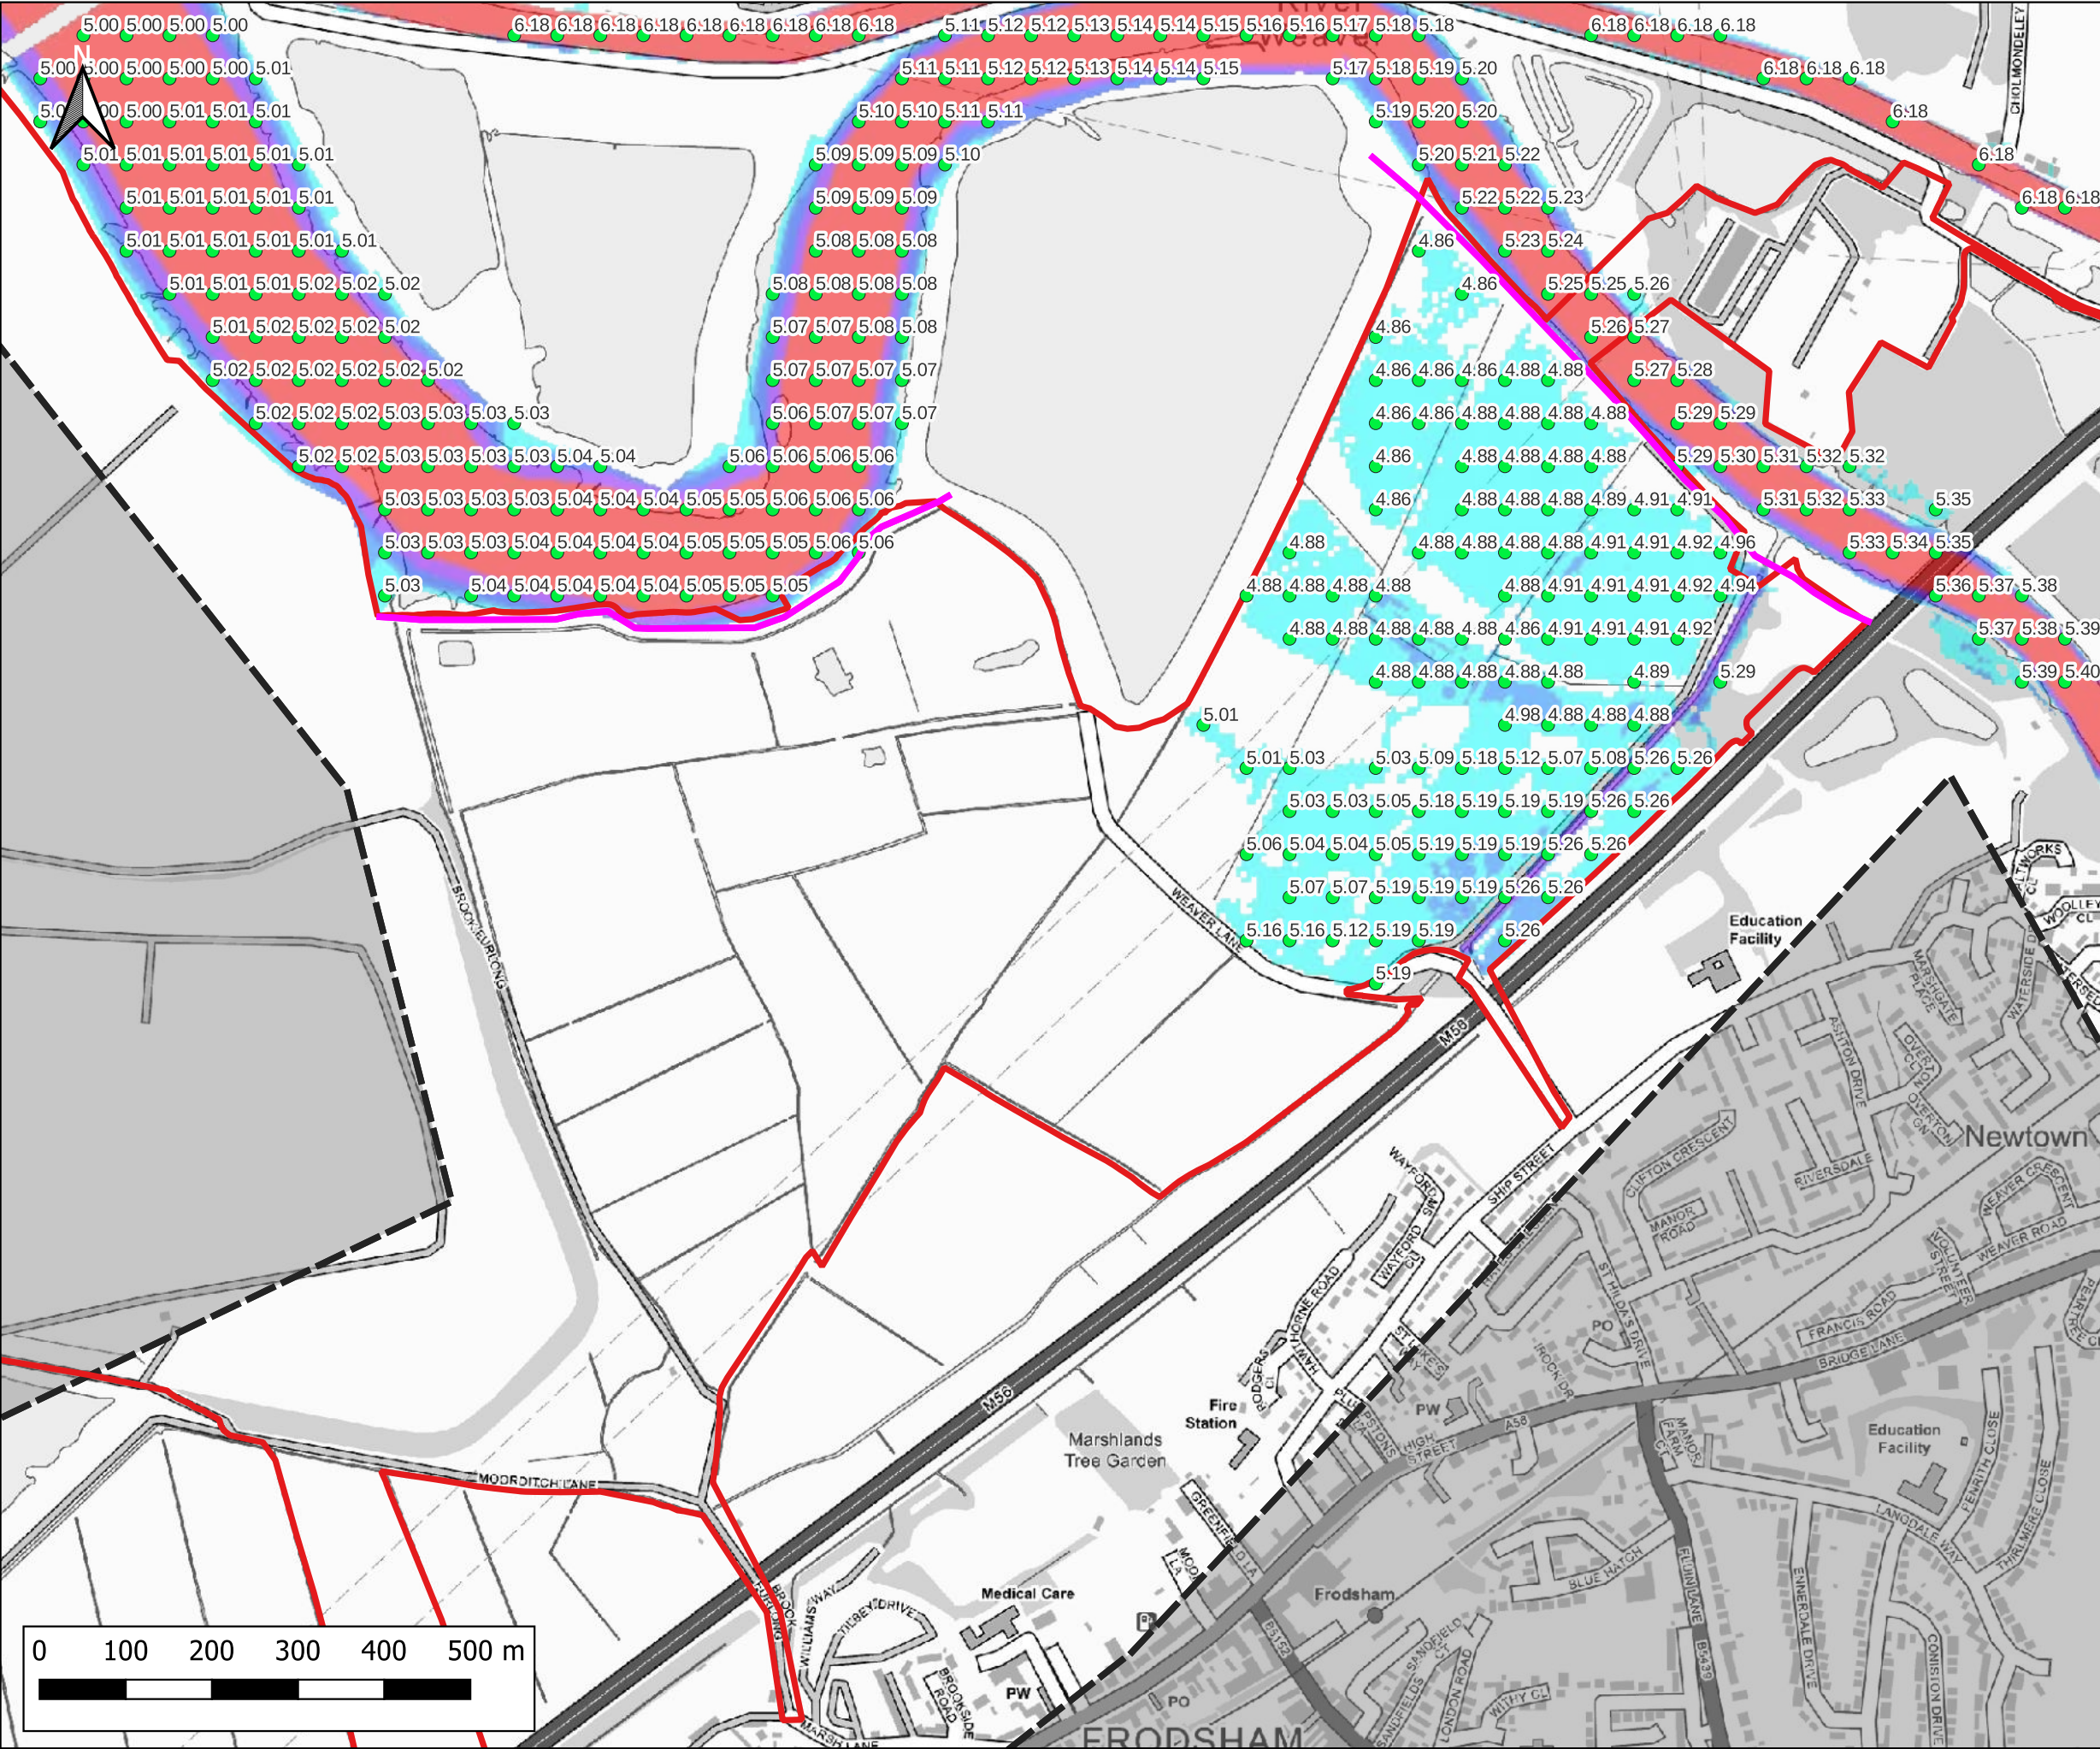 5.00 5.00 5.00 5.00 6.18 6.18 6.18 6.18 6.18 6.18 6.18 6.18 6.18 5.11 5.12 5.12 5.13 5.14 5.14 5.15 5.16 5.16 5.17 5.18 5.18 6.18 6.18 6.18 6.18
River
Weaver
CHOLMONDELEY
N
5.00 5.00 5.00 5.00 5.00 5.01 5.11 5.11 5.12 5.12 5.13 5.14 5.14 5.15 5.17 5.18 5.19 5.20 6.18 6.18 6.18
5.00 5.01 5.01 5.01 5.10 5.10 5.11 5.11 5.19 5.20 5.20 6.18
5.01 5.01 5.01 5.01 5.01 5.01 5.09 5.09 5.09 5.10 5.20 5.21 5.22 6.18
5.01 5.01 5.01 5.01 5.01 5.09 5.09 5.09 5.22 5.22 5.23 6.18 6.18
5.01 5.01 5.01 5.01 5.01 5.01 5.08 5.08 5.08 4.86 5.23 5.24
5.01 5.01 5.01 5.02 5.02 5.02 5.08 5.08 5.08 5.08 4.86 5.25 5.25 5.26
5.01 5.02 5.02 5.02 5.02 5.07 5.07 5.08 5.08 4.86 5.26 5.27
5.02 5.02 5.02 5.02 5.02 5.02 5.07 5.07 5.07 5.07 4.86 4.86 4.86 4.88 4.88 5.27 5.28
5.02 5.02 5.02 5.03 5.03 5.03 5.03 5.06 5.07 5.07 5.07 4.86 4.86 4.88 4.88 4.88 4.88 5.29 5.29
5.02 5.02 5.03 5.03 5.03 5.03 5.04 5.04 5.06 5.06 5.06 5.06 4.86 4.88 4.88 4.88 4.88 5.29 5.30 5.31 5.32 5.32
5.03 5.03 5.03 5.03 5.04 5.04 5.04 5.05 5.05 5.06 5.06 5.06 4.86 4.88 4.88 4.88 4.89 4.91 4.91 5.31 5.32 5.33 5.35
5.03 5.03 5.03 5.04 5.04 5.04 5.04 5.05 5.05 5.05 5.06 5.06 4.88 4.88 4.88 4.88 4.88 4.91 4.91 4.92 4.96 5.33 5.34 5.35
5.03 5.04 5.04 5.04 5.04 5.04 5.05 5.05 5.05 4.88 4.88 4.88 4.88 4.88 4.91 4.91 4.92 4.94 5.36 5.37 5.38
4.88 4.88 4.88 4.88 4.88 4.86 4.91 4.91 4.91 4.92 5.37 5.38 5.39
4.88 4.88 4.88 4.88 4.88 4.89 5.29 5.39 5.40
5.01 4.98 4.88 4.88 4.88
5.01 5.03 5.03 5.09 5.18 5.12 5.07 5.08 5.26 5.26
5.03 5.03 5.05 5.18 5.19 5.19 5.19 5.26 5.26
5.06 5.04 5.04 5.05 5.19 5.19 5.19 5.26 5.26
5.07 5.07 5.19 5.19 5.19 5.26 5.26
5.16 5.16 5.12 5.19 5.19 5.26
5.19
BROOK FURLONG
WEAVER LANE
Education
Facility
WOOLLEY
CL
MARSHGATE
PLACE
M56
ASHTON DRIVE
Newtown
WAYFORD
MS
SHIP STREET
CLIFTON CRESCENT
RIVERSDALE
MANOR
ROAD
WEAVER CRESCENT
WEAVER ROAD
VOLUNTEER
STREET
WAYFORD
CL
HAWTHORNE ROAD
ST HILDA'S DRIVE
PO
FRANCIS ROAD
BRIDGE LANE
RODGERS
CL
ROCK DR
M56
Fire
Station
PW
A56
HIGH
STREET
MANOR
FARM
CT
Marshlands
Tree Garden
Education
Facility
PENRITH CLOSE
THIRLMERE CLOSE
LANGDALE WAY
MOORDITCH LANE
Medical Care
Frodsham
BLUE HATCH
FLUIN LANE
ENNERDALE DRIVE
CONISTON DRIVE
BROOK
FURLONG
WILLIAMS WAY
B5152
B5439
SANDFIELD
CT
LONDON ROAD
WITHY CL
BROOKSIDE
ROAD
PW
PO
MARSH LANE
FRODSHAM
0 100 200 300 400 500 m